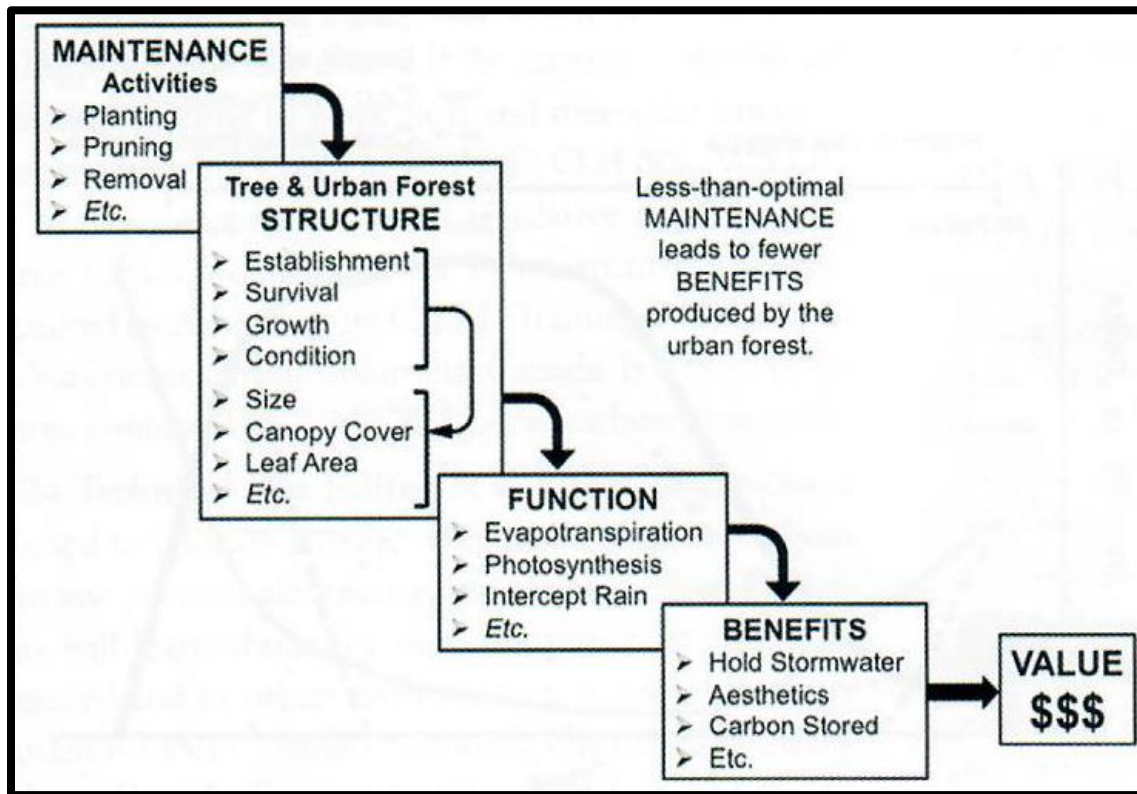 MAINTENANCE
Activities
➢ Planting
➢ Pruning
➢ Removal
➢ Etc.
Tree & Urban Forest
STRUCTURE
➢ Establishment
➢ Survival
➢ Growth
➢ Condition
➢ Size
➢ Canopy Cover
➢ Leaf Area
➢ Etc.
Less-than-optimal
MAINTENANCE
leads to fewer
BENEFITS
produced by the
urban forest.
FUNCTION
➢ Evapotranspiration
➢ Photosynthesis
➢ Intercept Rain
➢ Etc.
BENEFITS
➢ Hold Stormwater
➢ Aesthetics
➢ Carbon Stored
➢ Etc.
VALUE
$$$